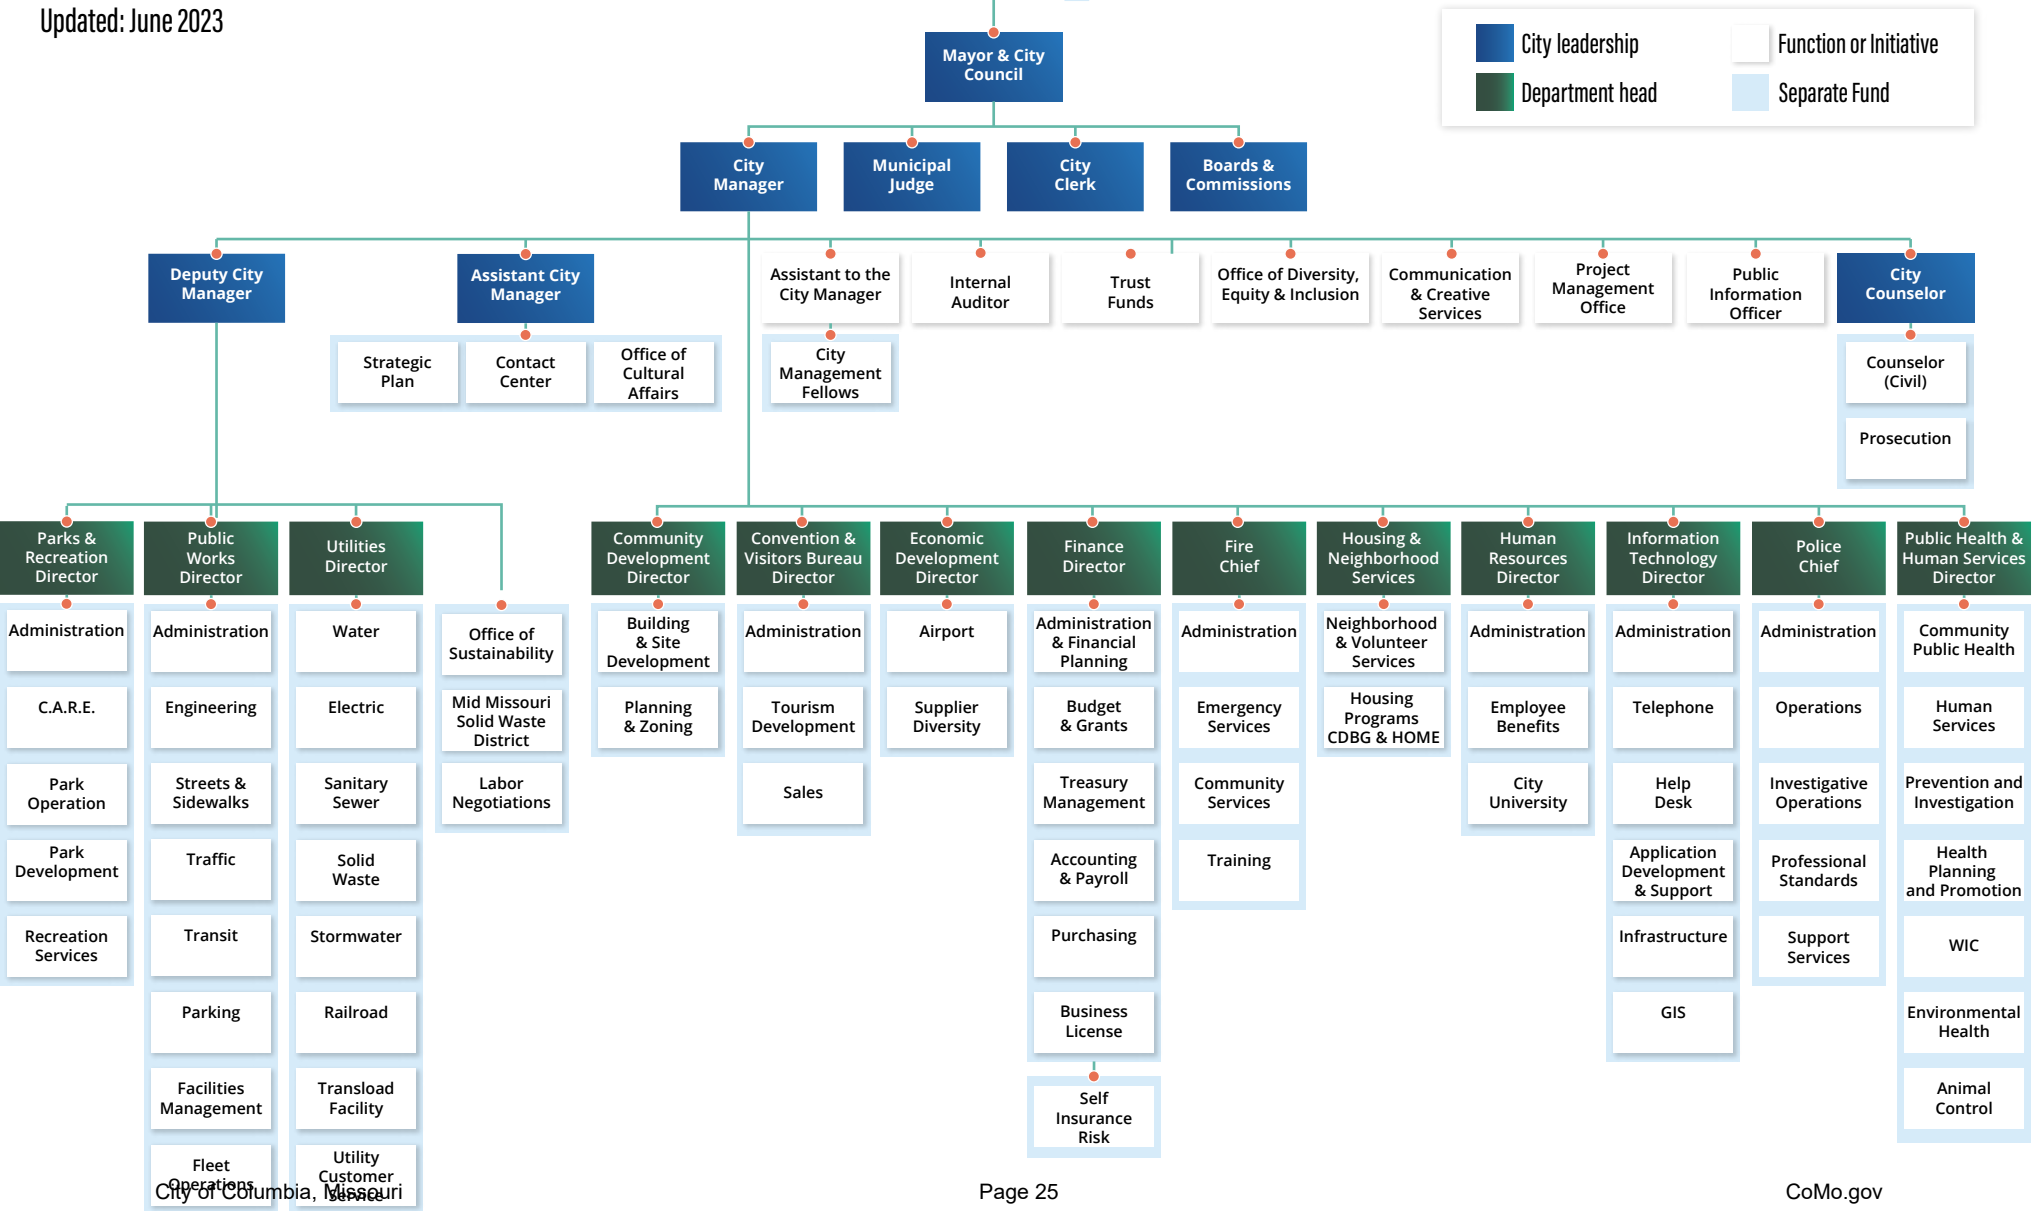 Updated: June 2023
City leadership
Function or Initiative
Department head
Separate Fund
Mayor & City
Council
City
Manager
Municipal
Judge
City
Clerk
Boards &
Commissions
Deputy City
Manager
Assistant City
Manager
Assistant to the
City Manager
Internal
Auditor
Trust
Funds
Office of Diversity,
Equity & Inclusion
Communication
& Creative
Services
Project
Management
Office
Public
Information
Officer
City
Counselor
Strategic
Plan
Contact
Center
Office of
Cultural
Affairs
City
Management
Fellows
Counselor
(Civil)
Prosecution
Parks &
Recreation
Director
Administration
C.A.R.E.
Park
Operation
Park
Development
Recreation
Services
Public
Works
Director
Administration
Engineering
Streets &
Sidewalks
Traffic
Transit
Parking
Facilities
Management
Fleet
Operations
Utilities
Director
Water
Electric
Sanitary
Sewer
Solid
Waste
Stormwater
Railroad
Transload
Facility
Utility
Customer
Service
Office of
Sustainability
Mid Missouri
Solid Waste
District
Labor
Negotiations
Community
Development
Director
Building
& Site
Development
Planning
& Zoning
Convention &
Visitors Bureau
Director
Administration
Tourism
Development
Sales
Economic
Development
Director
Airport
Supplier
Diversity
Finance
Director
Administration
& Financial
Planning
Budget
& Grants
Treasury
Management
Accounting
& Payroll
Purchasing
Business
License
Self
Insurance
Risk
Fire
Chief
Administration
Emergency
Services
Community
Services
Training
Housing &
Neighborhood
Services
Neighborhood
& Volunteer
Services
Housing
Programs
CDBG & HOME
Human
Resources
Director
Administration
Employee
Benefits
City
University
Information
Technology
Director
Administration
Telephone
Help
Desk
Application
Development
& Support
Infrastructure
GIS
Police
Chief
Administration
Operations
Investigative
Operations
Professional
Standards
Support
Services
Public Health &
Human Services
Director
Community
Public Health
Human
Services
Prevention and
Investigation
Health
Planning
and Promotion
WIC
Environmental
Health
Animal
Control
City of Columbia, Missouri
Page 25
CoMo.gov